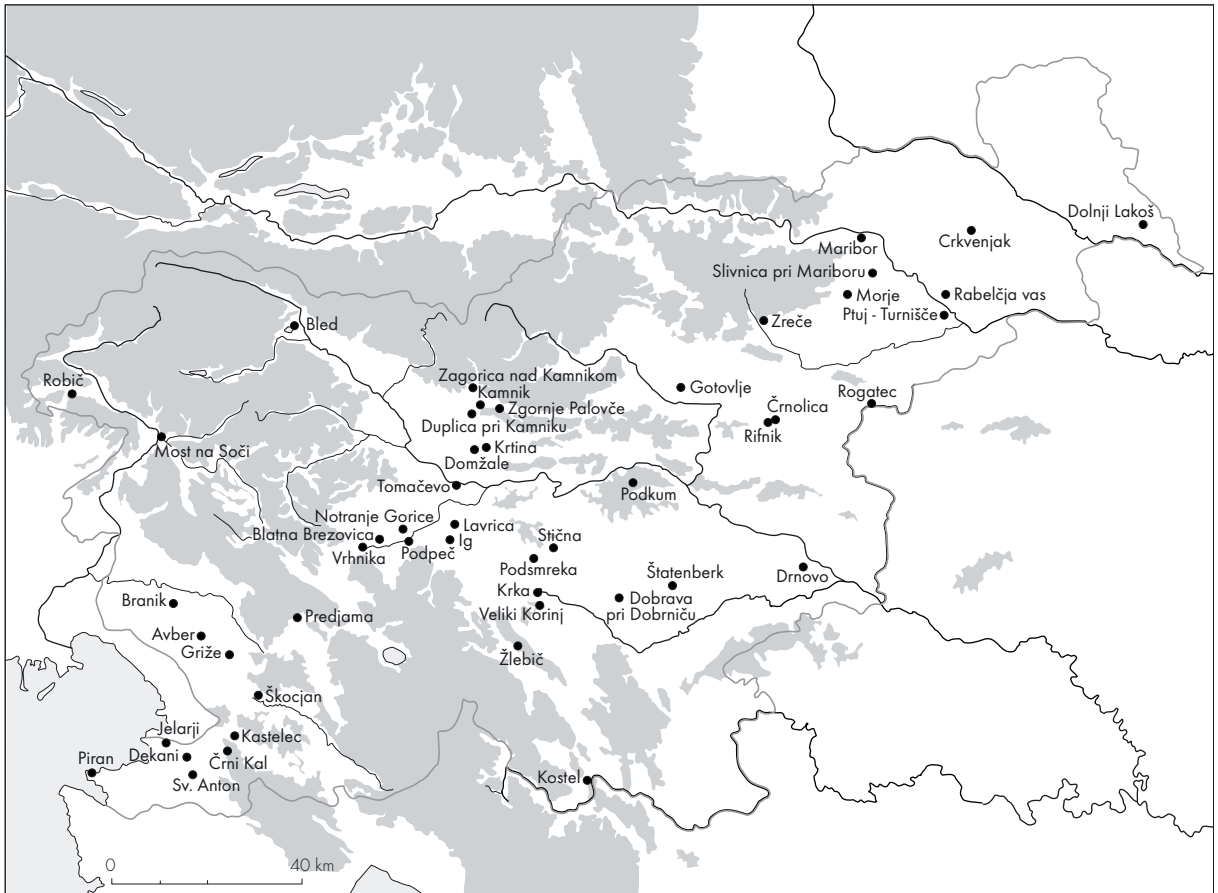 Dolnji Lakoš
Crkvenjak
Maribor
Slivnica pri Mariboru
Morje
Rabelčja vas
Ptuj - Turnišče
Zreče
Bled
Robič
Zagorica nad Kamnikom
Kamnik
Zgornje Palovče
Duplica pri Kamniku
Gotovlje
Črnolica
Rifnik
Rogatec
Most na Soči
Krtina
Domžale
Tomačevo
Podkum
Notranje Gorice
Lavrica
Blatna Brezovica
Ig
Stična
Vrhnika
Podpeč
Podsmreka
Štatenberk
Drnovo
Krka
Dobrava
pri Dobrniču
Veliki Korinj
Branik
Predjama
Avber
Griže
Žlebič
Škocjan
Jelarji
Kastelec
Piran
Dekani
Črni Kal
Sv. Anton
Kostel
0 40 km